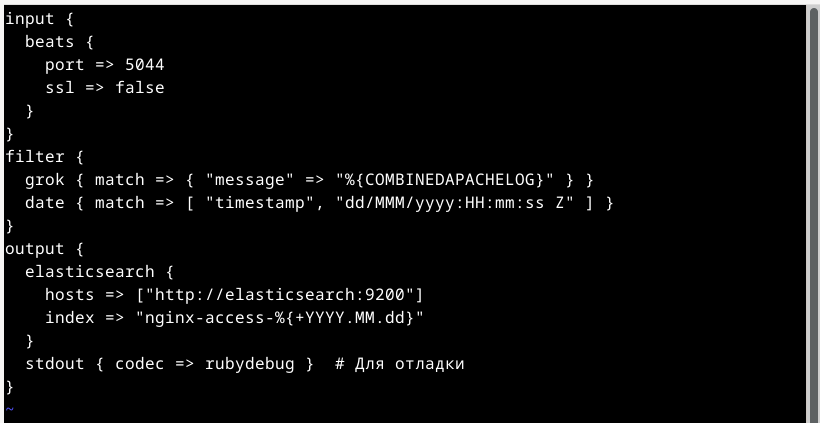 input {
  beats {
    port => 5044
    ssl => false
  }
}
filter {
  grok { match => { "message" => "%{COMBINEDAPACHELOG}" } }
  date { match => [ "timestamp", "dd/MMM/yyyy:HH:mm:ss Z" ] }
}
output {
  elasticsearch {
    hosts => ["http://elasticsearch:9200"]
    index => "nginx-access-%{+YYYY.MM.dd}"
  }
  stdout { codec => rubydebug }  # Для отладки
}
~